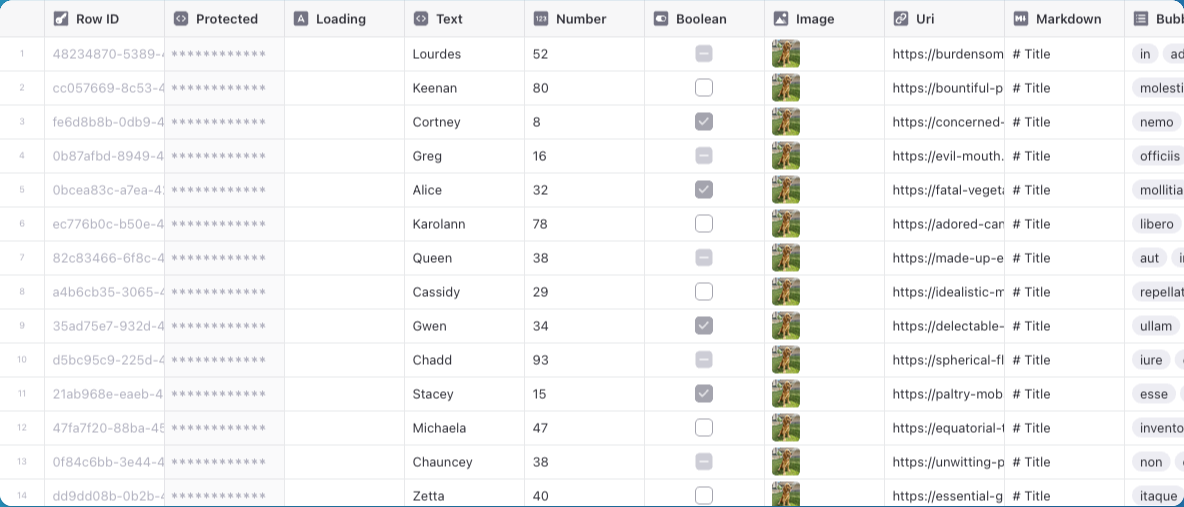 Row ID Protected Loading Text Number Boolean Image Uri Markdown
1 48234870-5389- ************ Lourdes 52 https://burdensom # Title in ad
2 cc057669-8c53-4 ************ Keenan 80 https://bountiful-p # Title molesti
3 fe6d8b8b-0db9-4 ************ Cortney 8 https://concerned- # Title nemo
4 0b87afbd-8949-4 ************ Greg 16 https://evil-mouth. # Title officiis
5 0bcea83c-a7ea-4 ************ Alice 32 https://fatal-veget # Title mollitia
6 ec776b0c-b50e-4 ************ Karolann 78 https://adored-can # Title libero
7 82c83466-6f8c-4 ************ Queen 38 https://made-up-e # Title aut
8 a4b6cb35-3065- ************ Cassidy 29 https://idealistic-m # Title repellat
9 35ad75e7-932d-4 ************ Gwen 34 https://delectable- # Title ullam
10 d5bc95c9-225d- ************ Chadd 93 https://spherical-fl # Title iure
11 21ab968e-eaeb-4 ************ Stacey 15 https://paltry-mob # Title esse
12 47fa7f20-88ba-45 ************ Michaela 47 https://equatorial- # Title invento
13 0f84c6bb-3e44-4 ************ Chauncey 38 https://unwitting-p # Title non
14 dd9dd08b-0b2b- ************ Zetta 40 https://essential-g # Title itaque